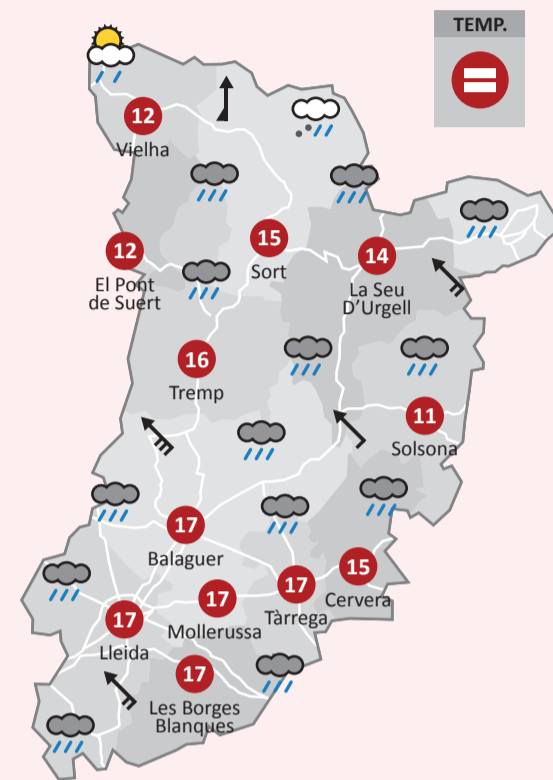 TEMP.
12
Vielha
12
El Pont
de Suert
15
Sort
14
La Seu
D'Urgell
16
Tremp
11
Solsona
17
Balaguer
17
Mollerussa
17
Tàrrega
15
Cervera
17
Lleida
17
Les Borges
Blanques